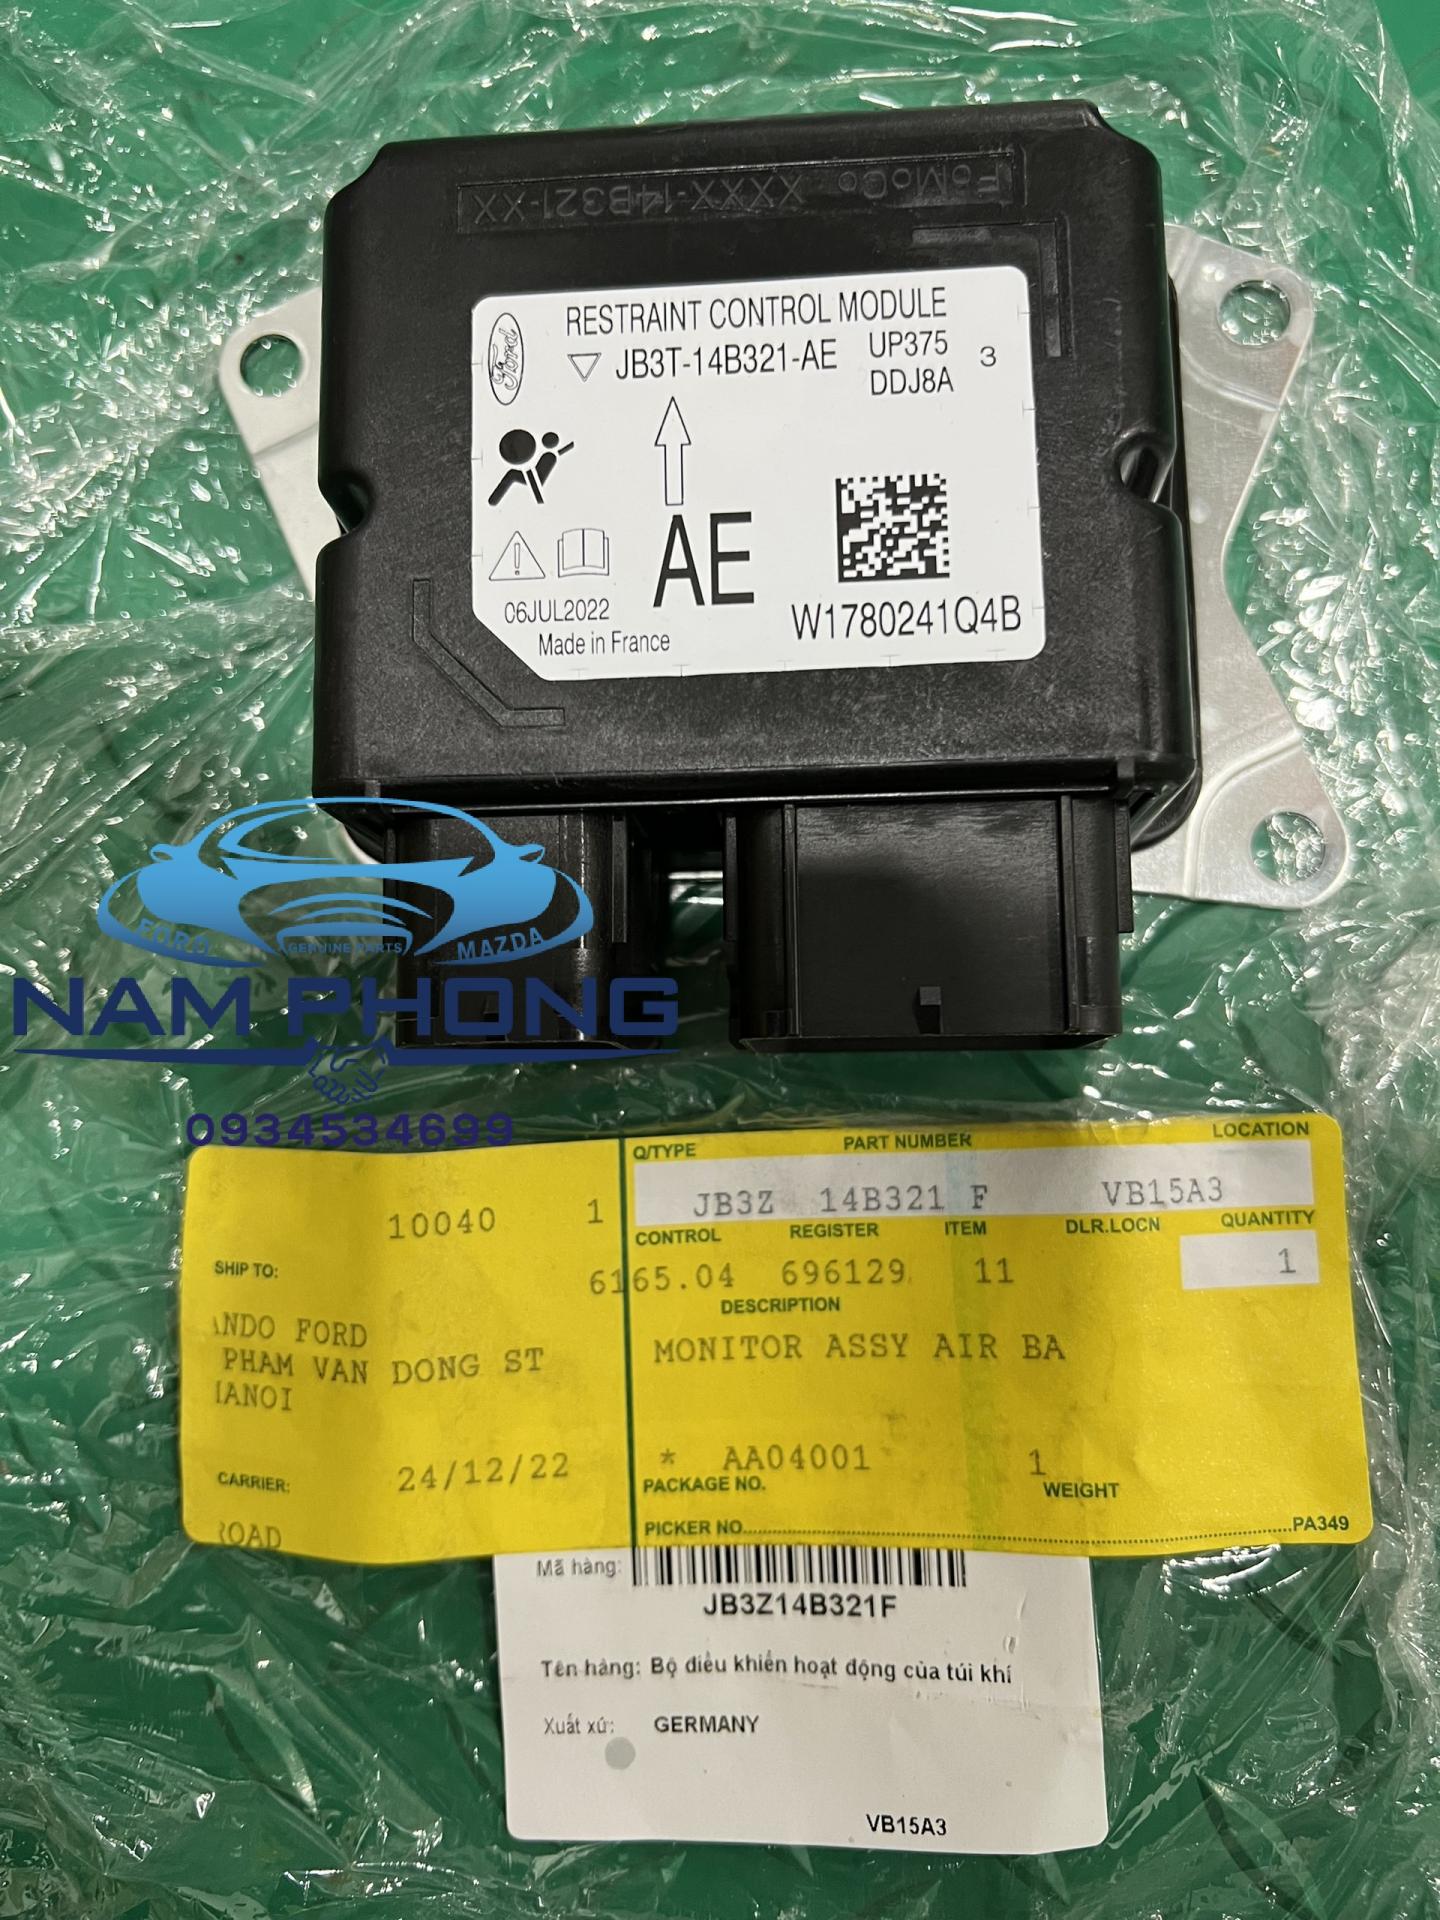 FoMoCo XXXX-14B321-XX
RESTRAINT CONTROL MODULE
Ford
JB3T-14B321-AE
UP375
DDJ8A
3
AE
06JUL2022
Made in France
W1780241Q4B
FORD
GENUINE PARTS
MAZDA
NAM PHONG
0934534699
Q/TYPE PART NUMBER LOCATION
JB3Z 14B321 F VB15A3
10040 1
CONTROL REGISTER ITEM DLR.LOCN QUANTITY
SHIP TO:
6165.04 696129 11 1
DESCRIPTION
ANDO FORD
PHAM VAN DONG ST
HANOI
MONITOR ASSY AIR BA
CARRIER: 24/12/22
* AA04001 1
PACKAGE NO. WEIGHT
ROAD
PICKER NO. PA349
Mã hàng:
JB3Z14B321F
Tên hàng: Bộ điều khiển hoạt động của túi khí
Xuất xứ: GERMANY
VB15A3